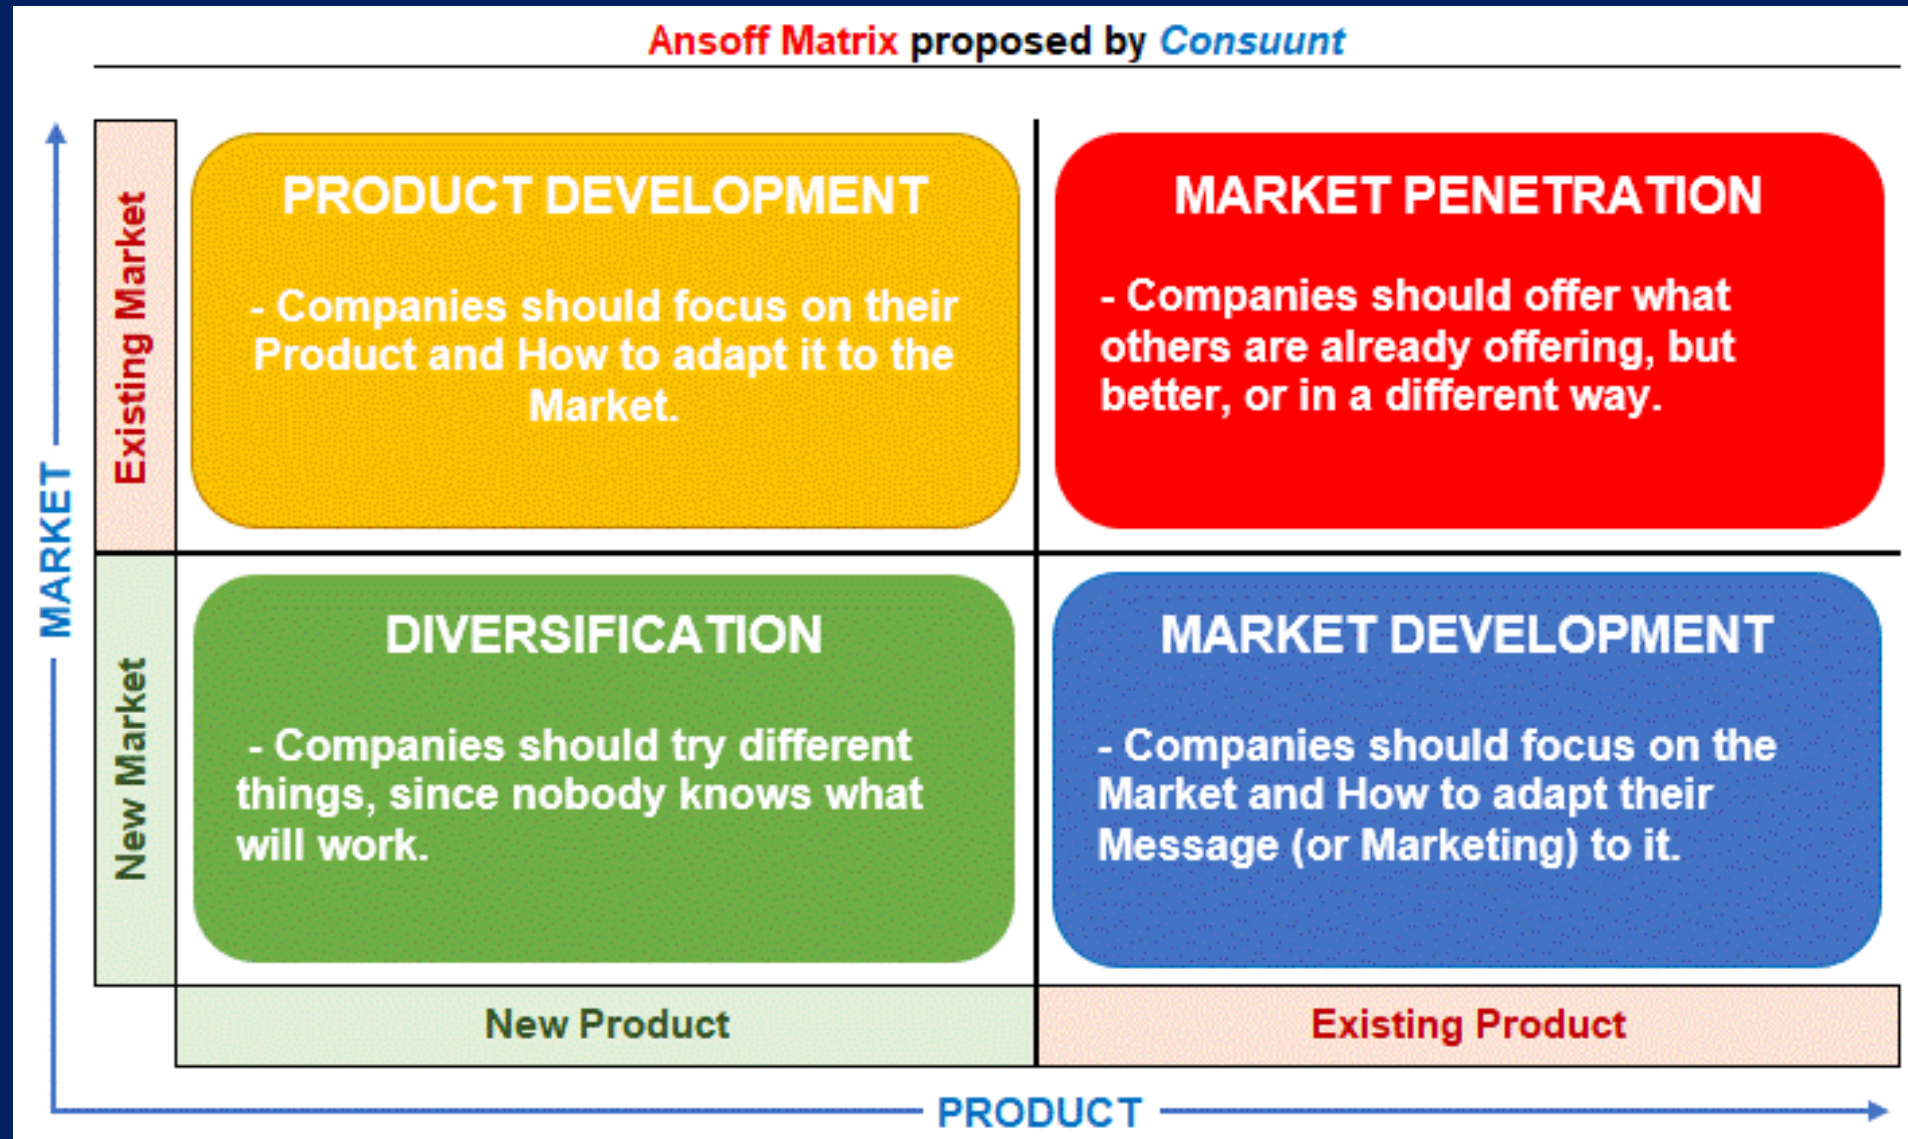 Ansoff Matrix proposed by Consuunt
MARKET
Existing Market
PRODUCT DEVELOPMENT
- Companies should focus on their
Product and How to adapt it to the
Market.
MARKET PENETRATION
- Companies should offer what
others are already offering, but
better, or in a different way.
New Market
DIVERSIFICATION
- Companies should try different
things, since nobody knows what
will work.
MARKET DEVELOPMENT
- Companies should focus on the
Market and How to adapt their
Message (or Marketing) to it.
New Product
Existing Product
PRODUCT